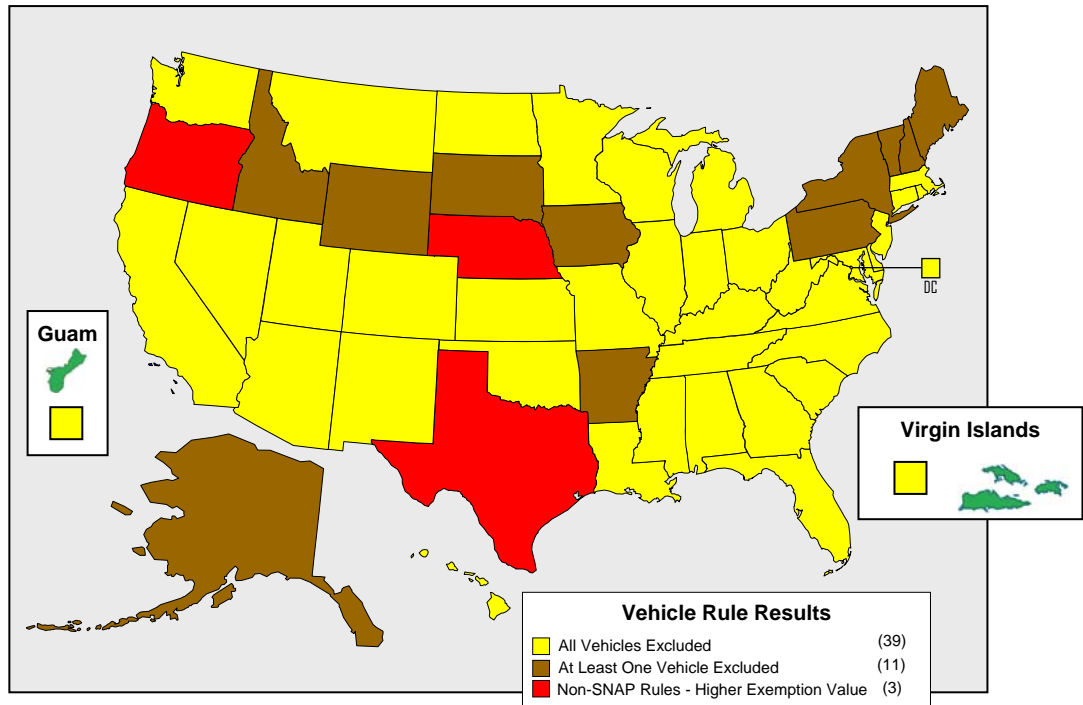 Guam
DC
Virgin Islands
Vehicle Rule Results
All Vehicles Excluded (39)
At Least One Vehicle Excluded (11)
Non-SNAP Rules - Higher Exemption Value (3)